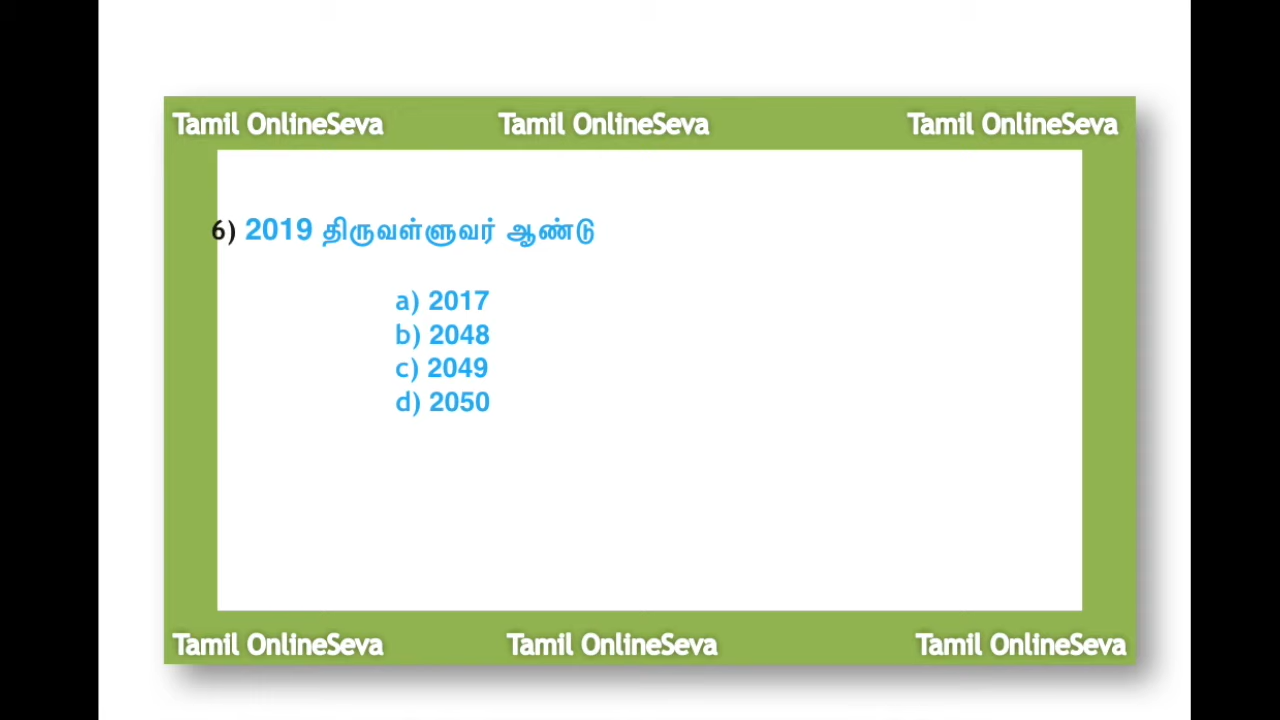 Tamil OnlineSeva Tamil OnlineSeva Tamil OnlineSeva
6) 2019 திருவள்ளுவர் ஆண்டு
a) 2017
b) 2048
c) 2049
d) 2050
Tamil OnlineSeva Tamil OnlineSeva Tamil OnlineSeva